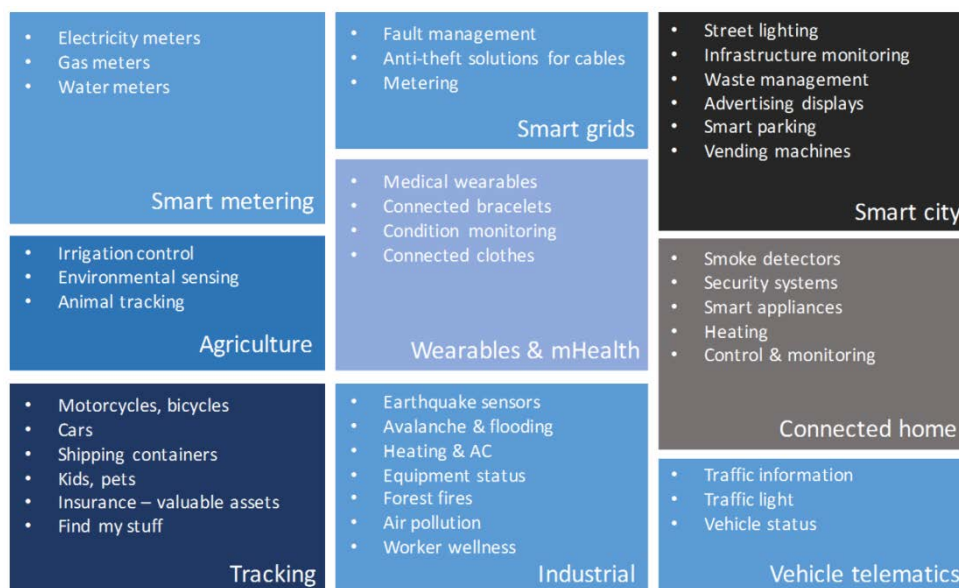 • Electricity meters
• Gas meters
• Water meters
Smart metering
• Irrigation control
• Environmental sensing
• Animal tracking
Agriculture
• Motorcycles, bicycles
• Cars
• Shipping containers
• Kids, pets
• Insurance – valuable assets
• Find my stuff
Tracking
• Fault management
• Anti-theft solutions for cables
• Metering
Smart grids
• Medical wearables
• Connected bracelets
• Condition monitoring
• Connected clothes
Wearables & mHealth
• Earthquake sensors
• Avalanche & flooding
• Heating & AC
• Equipment status
• Forest fires
• Air pollution
• Worker wellness
Industrial
• Street lighting
• Infrastructure monitoring
• Waste management
• Advertising displays
• Smart parking
• Vending machines
Smart city
• Smoke detectors
• Security systems
• Smart appliances
• Heating
• Control & monitoring
Connected home
• Traffic information
• Traffic light
• Vehicle status
Vehicle telematics